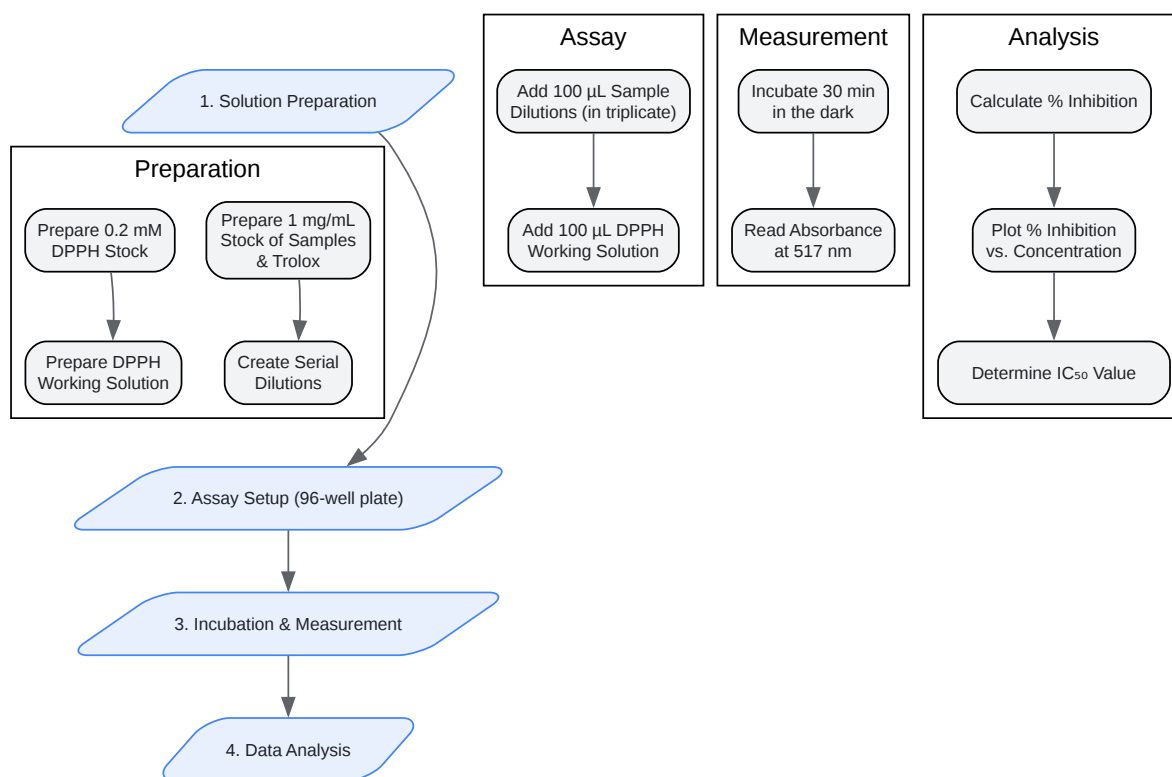 1. Solution Preparation
Preparation
Prepare 0.2 mM
DPPH Stock
Prepare 1 mg/mL
Stock of Samples
& Trolox
Prepare DPPH
Working Solution
Create Serial
Dilutions
Assay
Add 100 µL Sample
Dilutions (in triplicate)
Add 100 µL DPPH
Working Solution
Measurement
Incubate 30 min
in the dark
Read Absorbance
at 517 nm
Analysis
Calculate % Inhibition
Plot % Inhibition
vs. Concentration
Determine IC₅₀ Value
2. Assay Setup (96-well plate)
3. Incubation & Measurement
4. Data Analysis